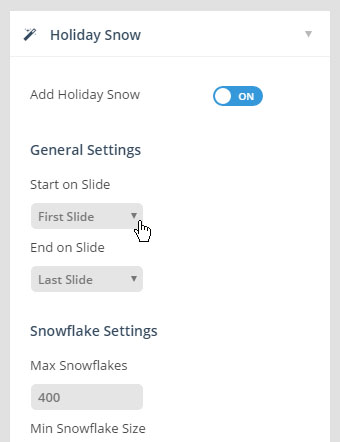 Holiday Snow
Add Holiday Snow
ON
General Settings
Start on Slide
First Slide
End on Slide
Last Slide
Snowflake Settings
Max Snowflakes
400
Min Snowflake Size